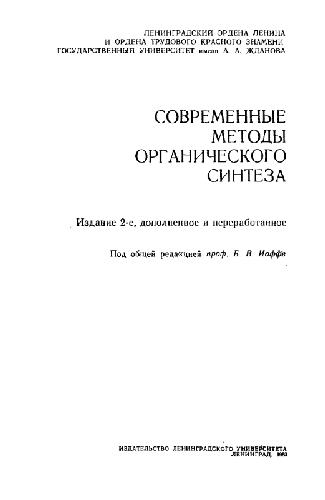 ЛЕНИНГРАДСКИЙ ОРДЕНА ЛЕНИНА
И ОРДЕНА ТРУДОВОГО КРАСНОГО ЗНАМЕНИ
ГОСУДАРСТВЕННЫЙ УНИВЕРСИТЕТ имени А. А. ЖДАНОВА
СОВРЕМЕННЫЕ
МЕТОДЫ
ОРГАНИЧЕСКОГО
СИНТЕЗА
Издание 2-е, дополненное и переработанное
Под общей редакцией проф. Б. В. Иоффе
ИЗДАТЕЛЬСТВО ЛЕНИНГРАДСКОГО УНИВЕРСИТЕТА
ЛЕНИНГРАД,